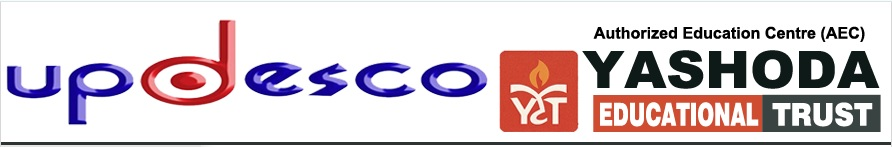 updesco
Authorized Education Centre (AEC)
YASHODA
EDUCATIONAL TRUST
YET